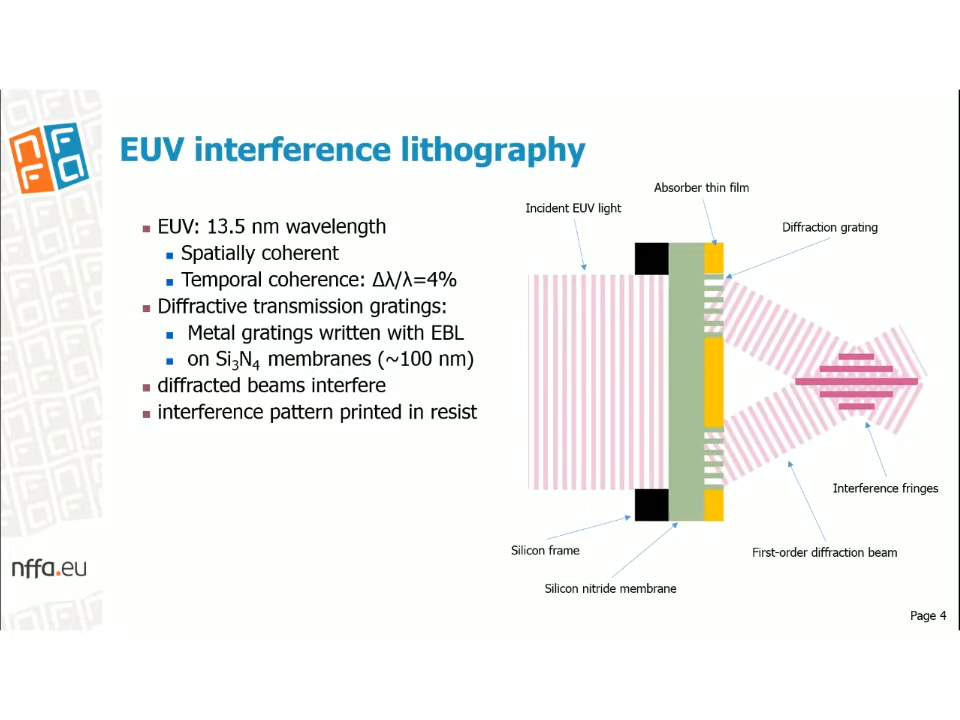 EUV interference lithography
EUV: 13.5 nm wavelength
Spatially coherent
Temporal coherence: Δλ/λ=4%
Diffractive transmission gratings:
Metal gratings written with EBL
on Si₃N₄ membranes (~100 nm)
diffracted beams interfere
interference pattern printed in resist
Absorber thin film
Incident EUV light
Diffraction grating
Interference fringes
Silicon frame
First-order diffraction beam
Silicon nitride membrane
nffa.eu
Page 4